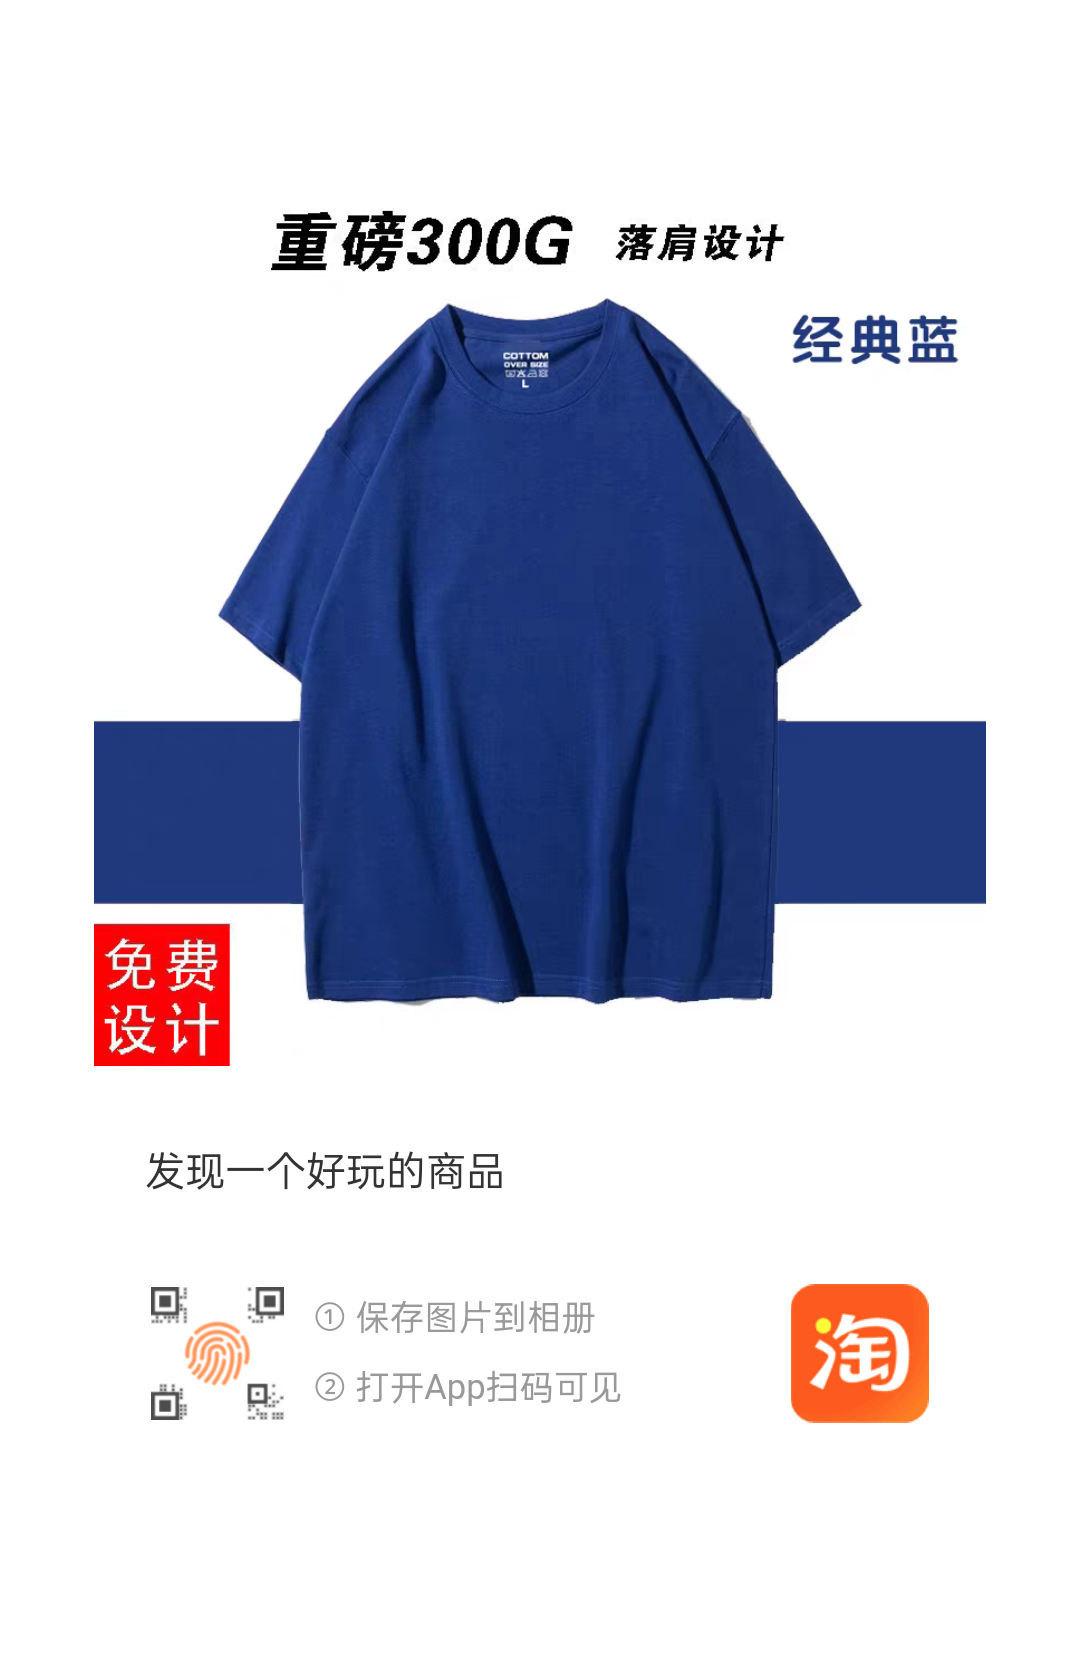 重磅300G 落肩设计
经典蓝
COTTOM
OVER SIZE
L
免费
设计
发现一个好玩的商品
① 保存图片到相册
② 打开App扫码可见
淘